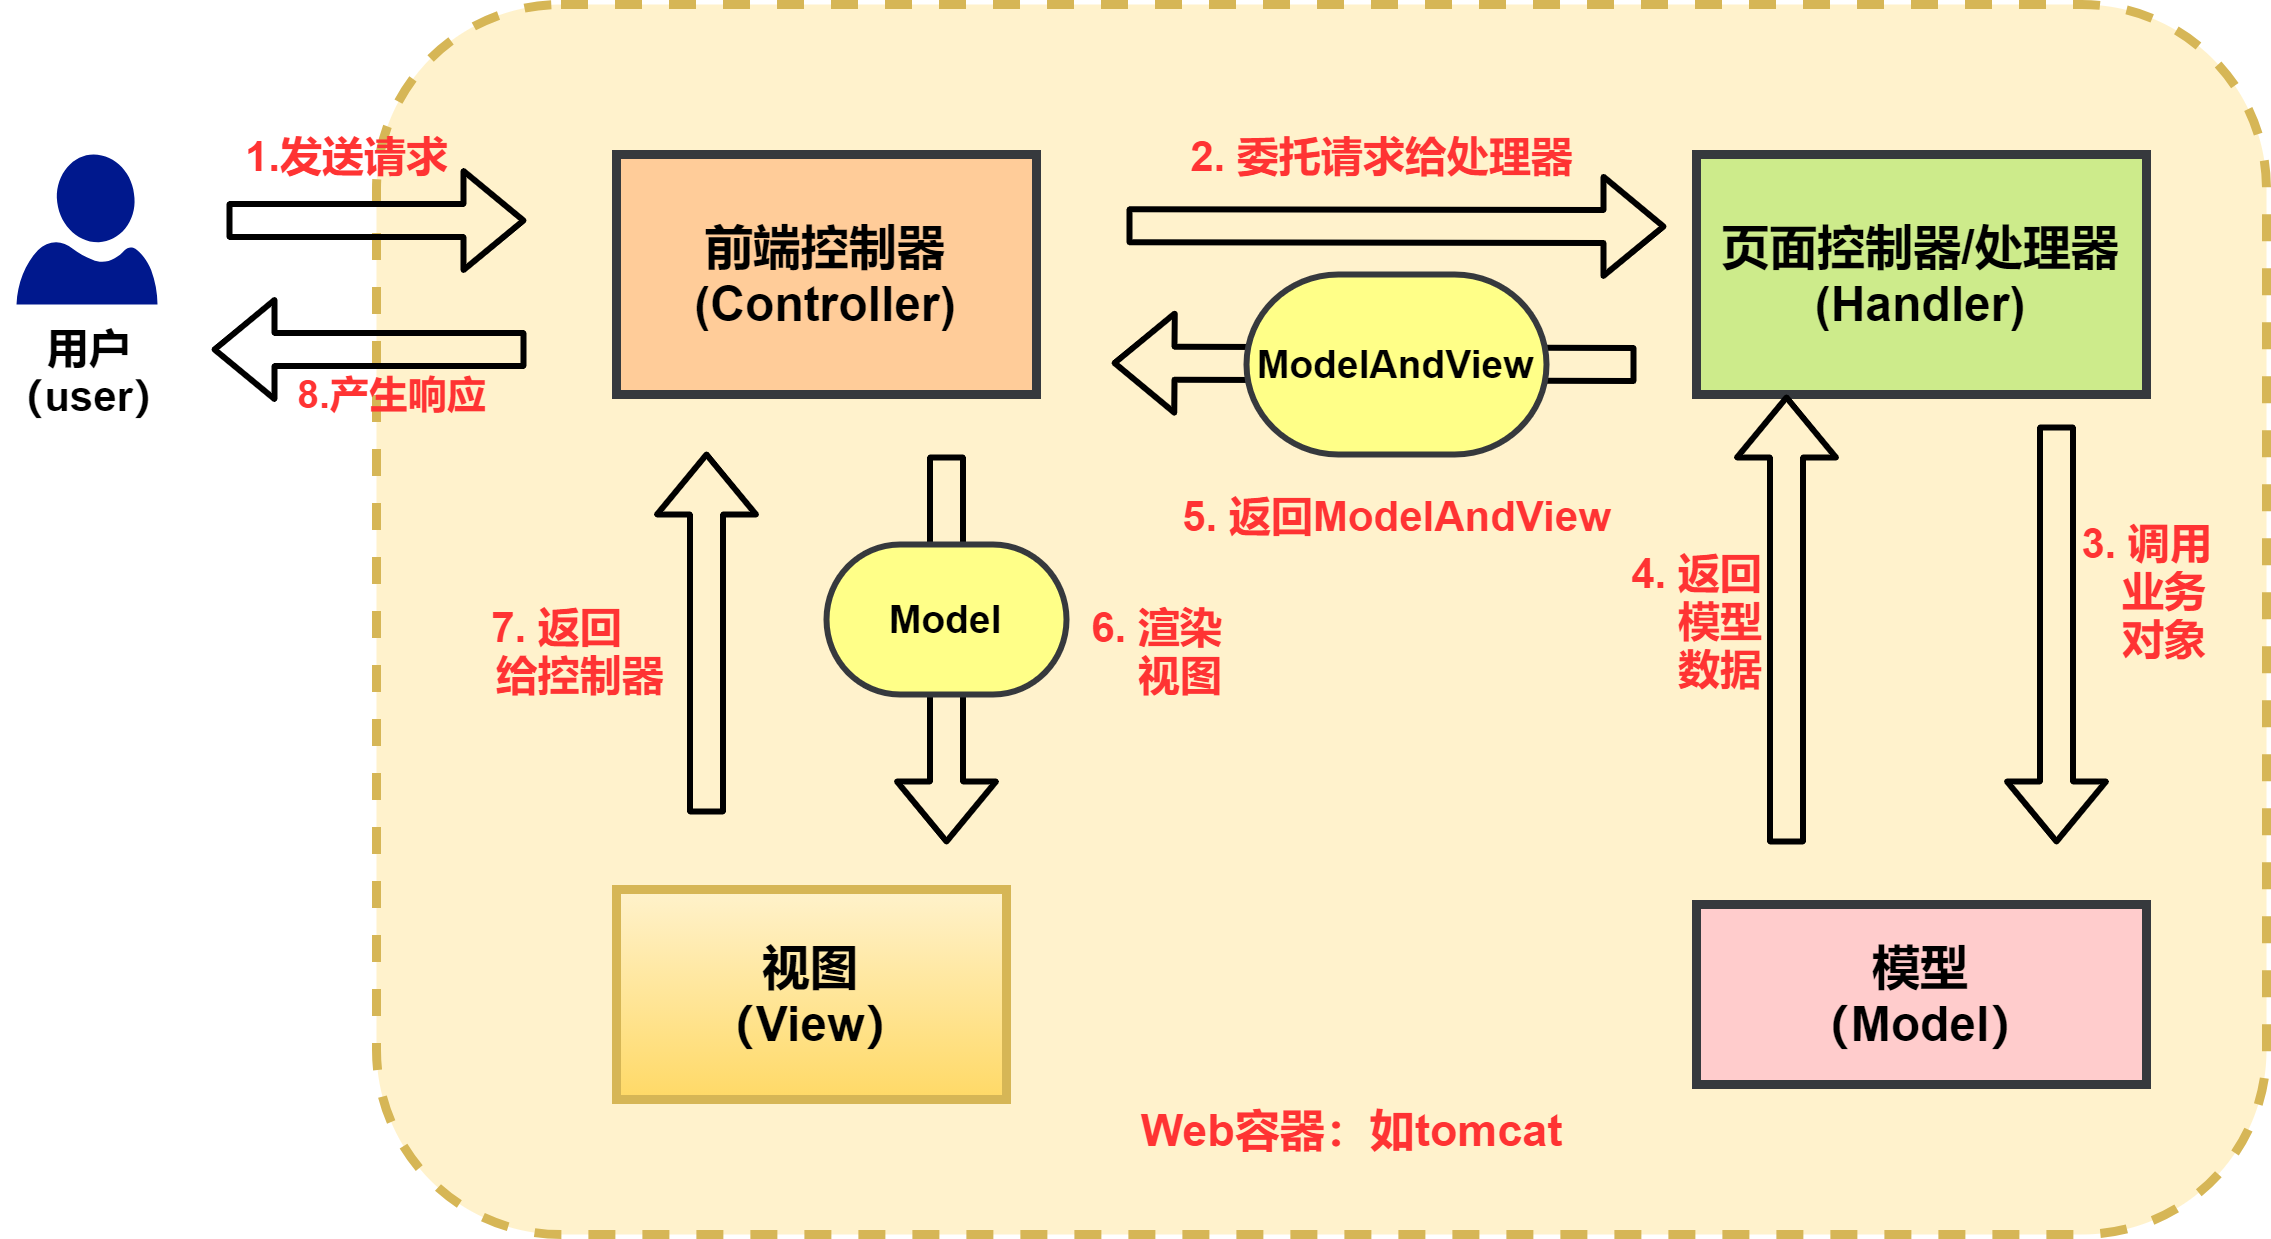 1.发送请求
2. 委托请求给处理器
前端控制器
(Controller)
页面控制器/处理器
(Handler)
用户
（user）
8.产生响应
ModelAndView
5. 返回ModelAndView
3. 调用
业务
对象
4. 返回
模型
数据
7. 返回
给控制器
Model
6. 渲染
视图
视图
（View）
模型
（Model）
Web容器：如tomcat